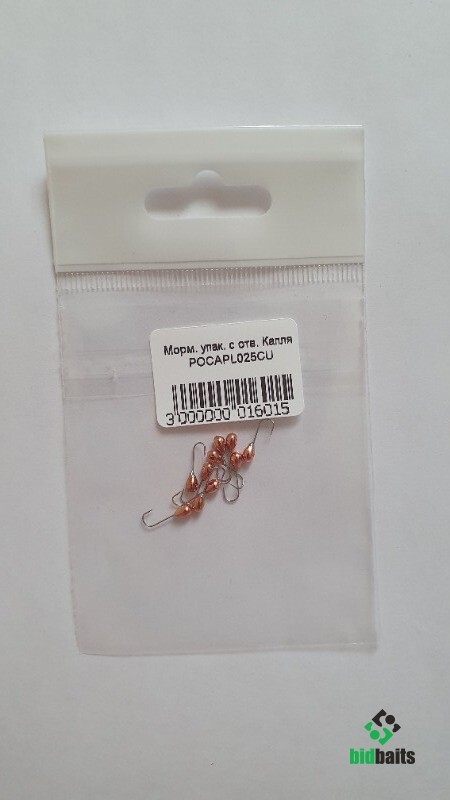 Морм. упак. с отв. Капля
POCAPL025CU
3 000000 016015
bidbaits